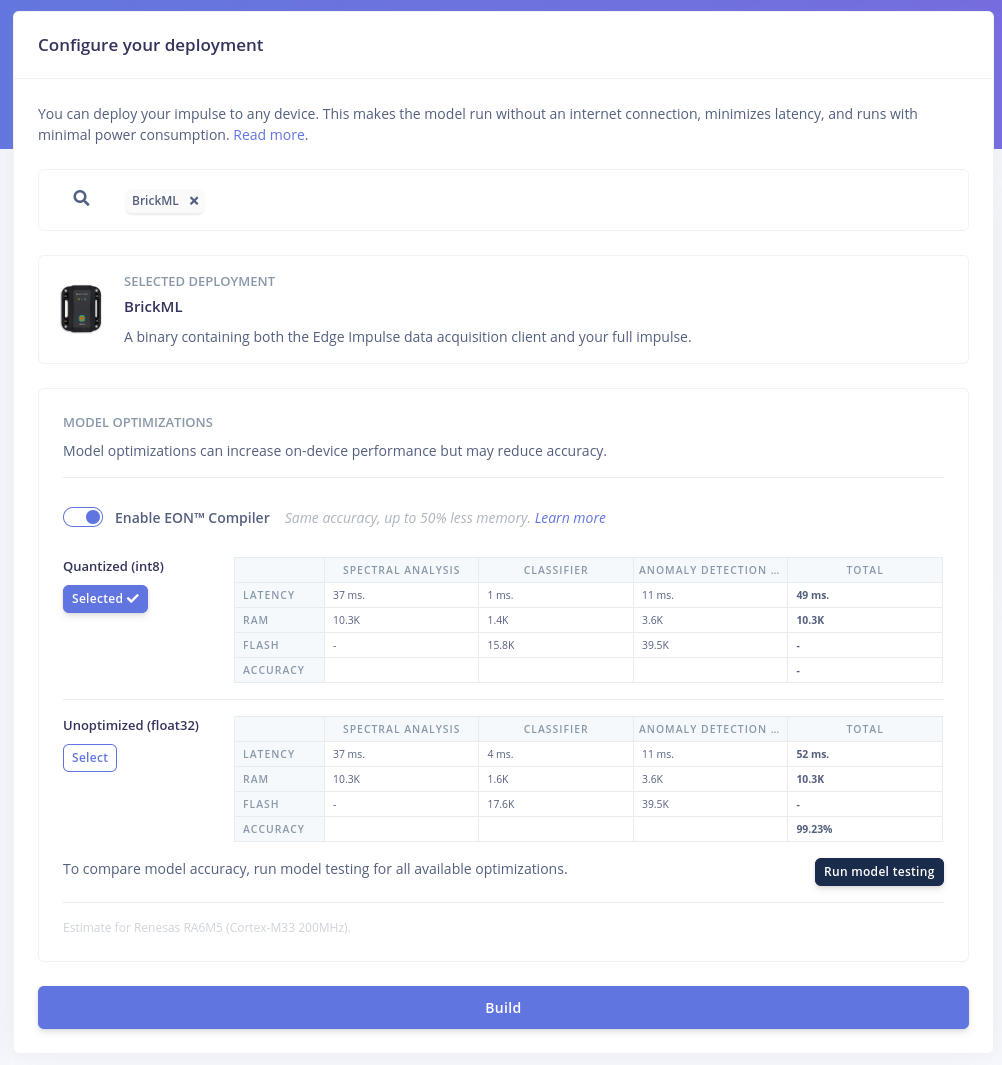 Configure your deployment
You can deploy your impulse to any device. This makes the model run without an internet connection, minimizes latency, and runs with
minimal power consumption. Read more.
BrickML ×
SELECTED DEPLOYMENT
BrickML
A binary containing both the Edge Impulse data acquisition client and your full impulse.
MODEL OPTIMIZATIONS
Model optimizations can increase on-device performance but may reduce accuracy.
Enable EON™ Compiler Same accuracy, up to 50% less memory. Learn more
Quantized (int8)
Selected ✓
SPECTRAL ANALYSIS CLASSIFIER ANOMALY DETECTION ... TOTAL
LATENCY 37 ms. 1 ms. 11 ms. 49 ms.
RAM 10.3K 1.4K 3.6K 10.3K
FLASH - 15.8K 39.5K -
ACCURACY -
Unoptimized (float32)
Select
SPECTRAL ANALYSIS CLASSIFIER ANOMALY DETECTION ... TOTAL
LATENCY 37 ms. 4 ms. 11 ms. 52 ms.
RAM 10.3K 1.6K 3.6K 10.3K
FLASH - 17.6K 39.5K -
ACCURACY 99.23%
To compare model accuracy, run model testing for all available optimizations.
Run model testing
Estimate for Renesas RA6M5 (Cortex-M33 200MHz).
Build